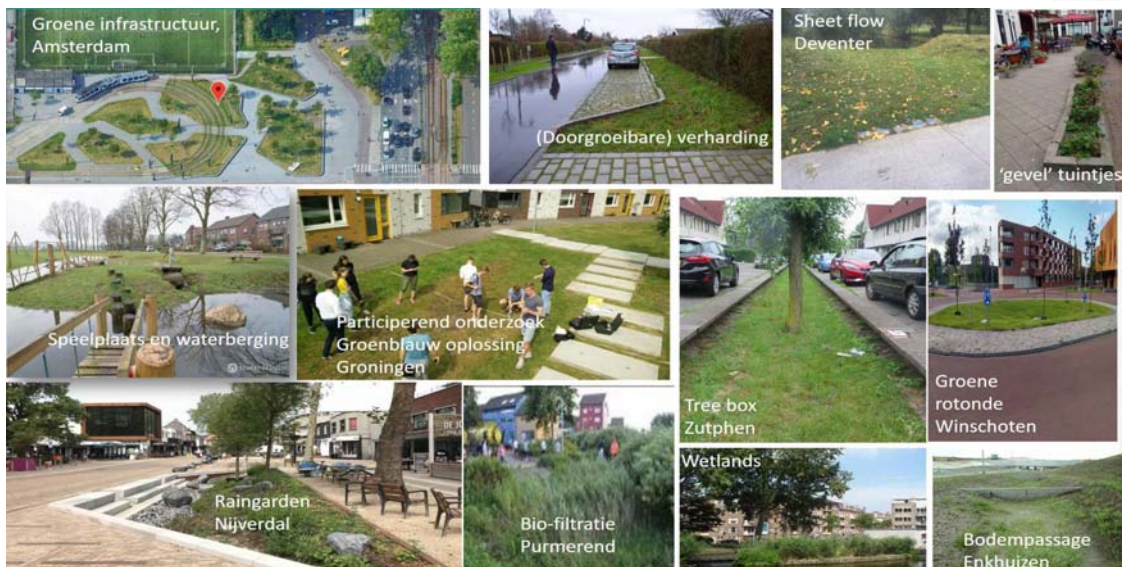 Groene infrastructuur,
Amsterdam
(Doorgroeibare) verharding
Sheet flow
Deventer
'gevel' tuintjes
Speelplaats en waterberging
Participerend onderzoek
Groenblauw oplossing
Groningen
Tree box
Zutphen
Groene
rotonde
Winschoten
Raingarden
Nijverdal
Bio-filtratie
Purmerend
Wetlands
Bodempassage
Enkhuizen